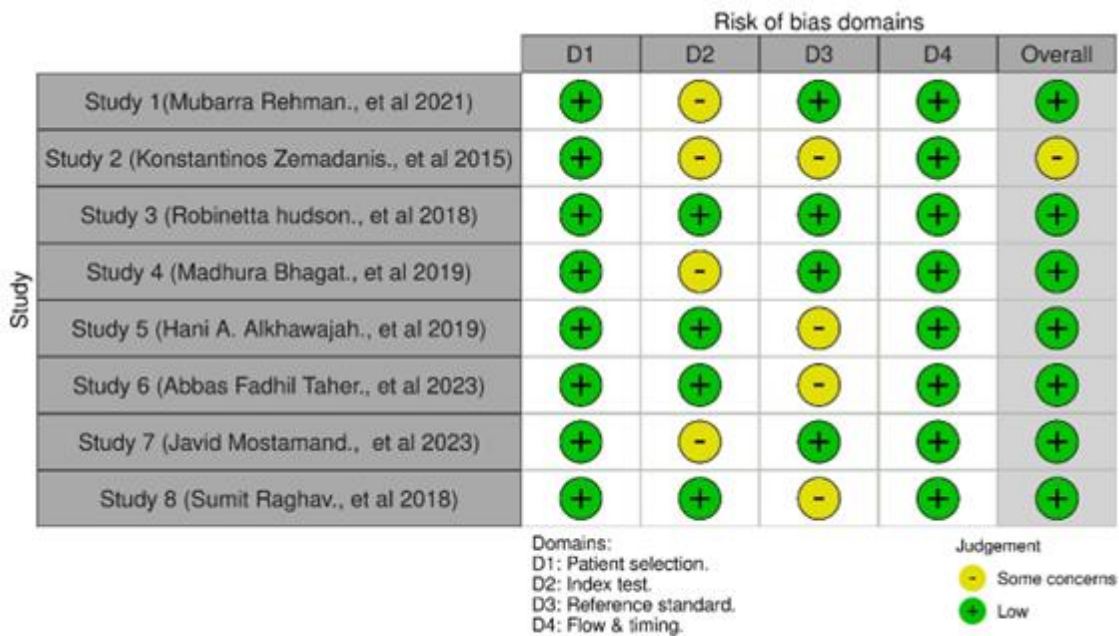 Risk of bias domains
D1 D2 D3 D4 Overall
Study
Study 1(Mubarra Rehman., et al 2021) + - + + +
Study 2 (Konstantinos Zemadanis., et al 2015) + - - + -
Study 3 (Robinetta hudson., et al 2018) + + + + +
Study 4 (Madhura Bhagat., et al 2019) + - + + +
Study 5 (Hani A. Alkhawajah., et al 2019) + + - + +
Study 6 (Abbas Fadhil Taher., et al 2023) + + - + +
Study 7 (Javid Mostamand.,  et al 2023) + - + + +
Study 8 (Sumit Raghav., et al 2018) + + - + +
Domains:
D1: Patient selection.
D2: Index test.
D3: Reference standard.
D4: Flow & timing.
Judgement
- Some concerns
+ Low